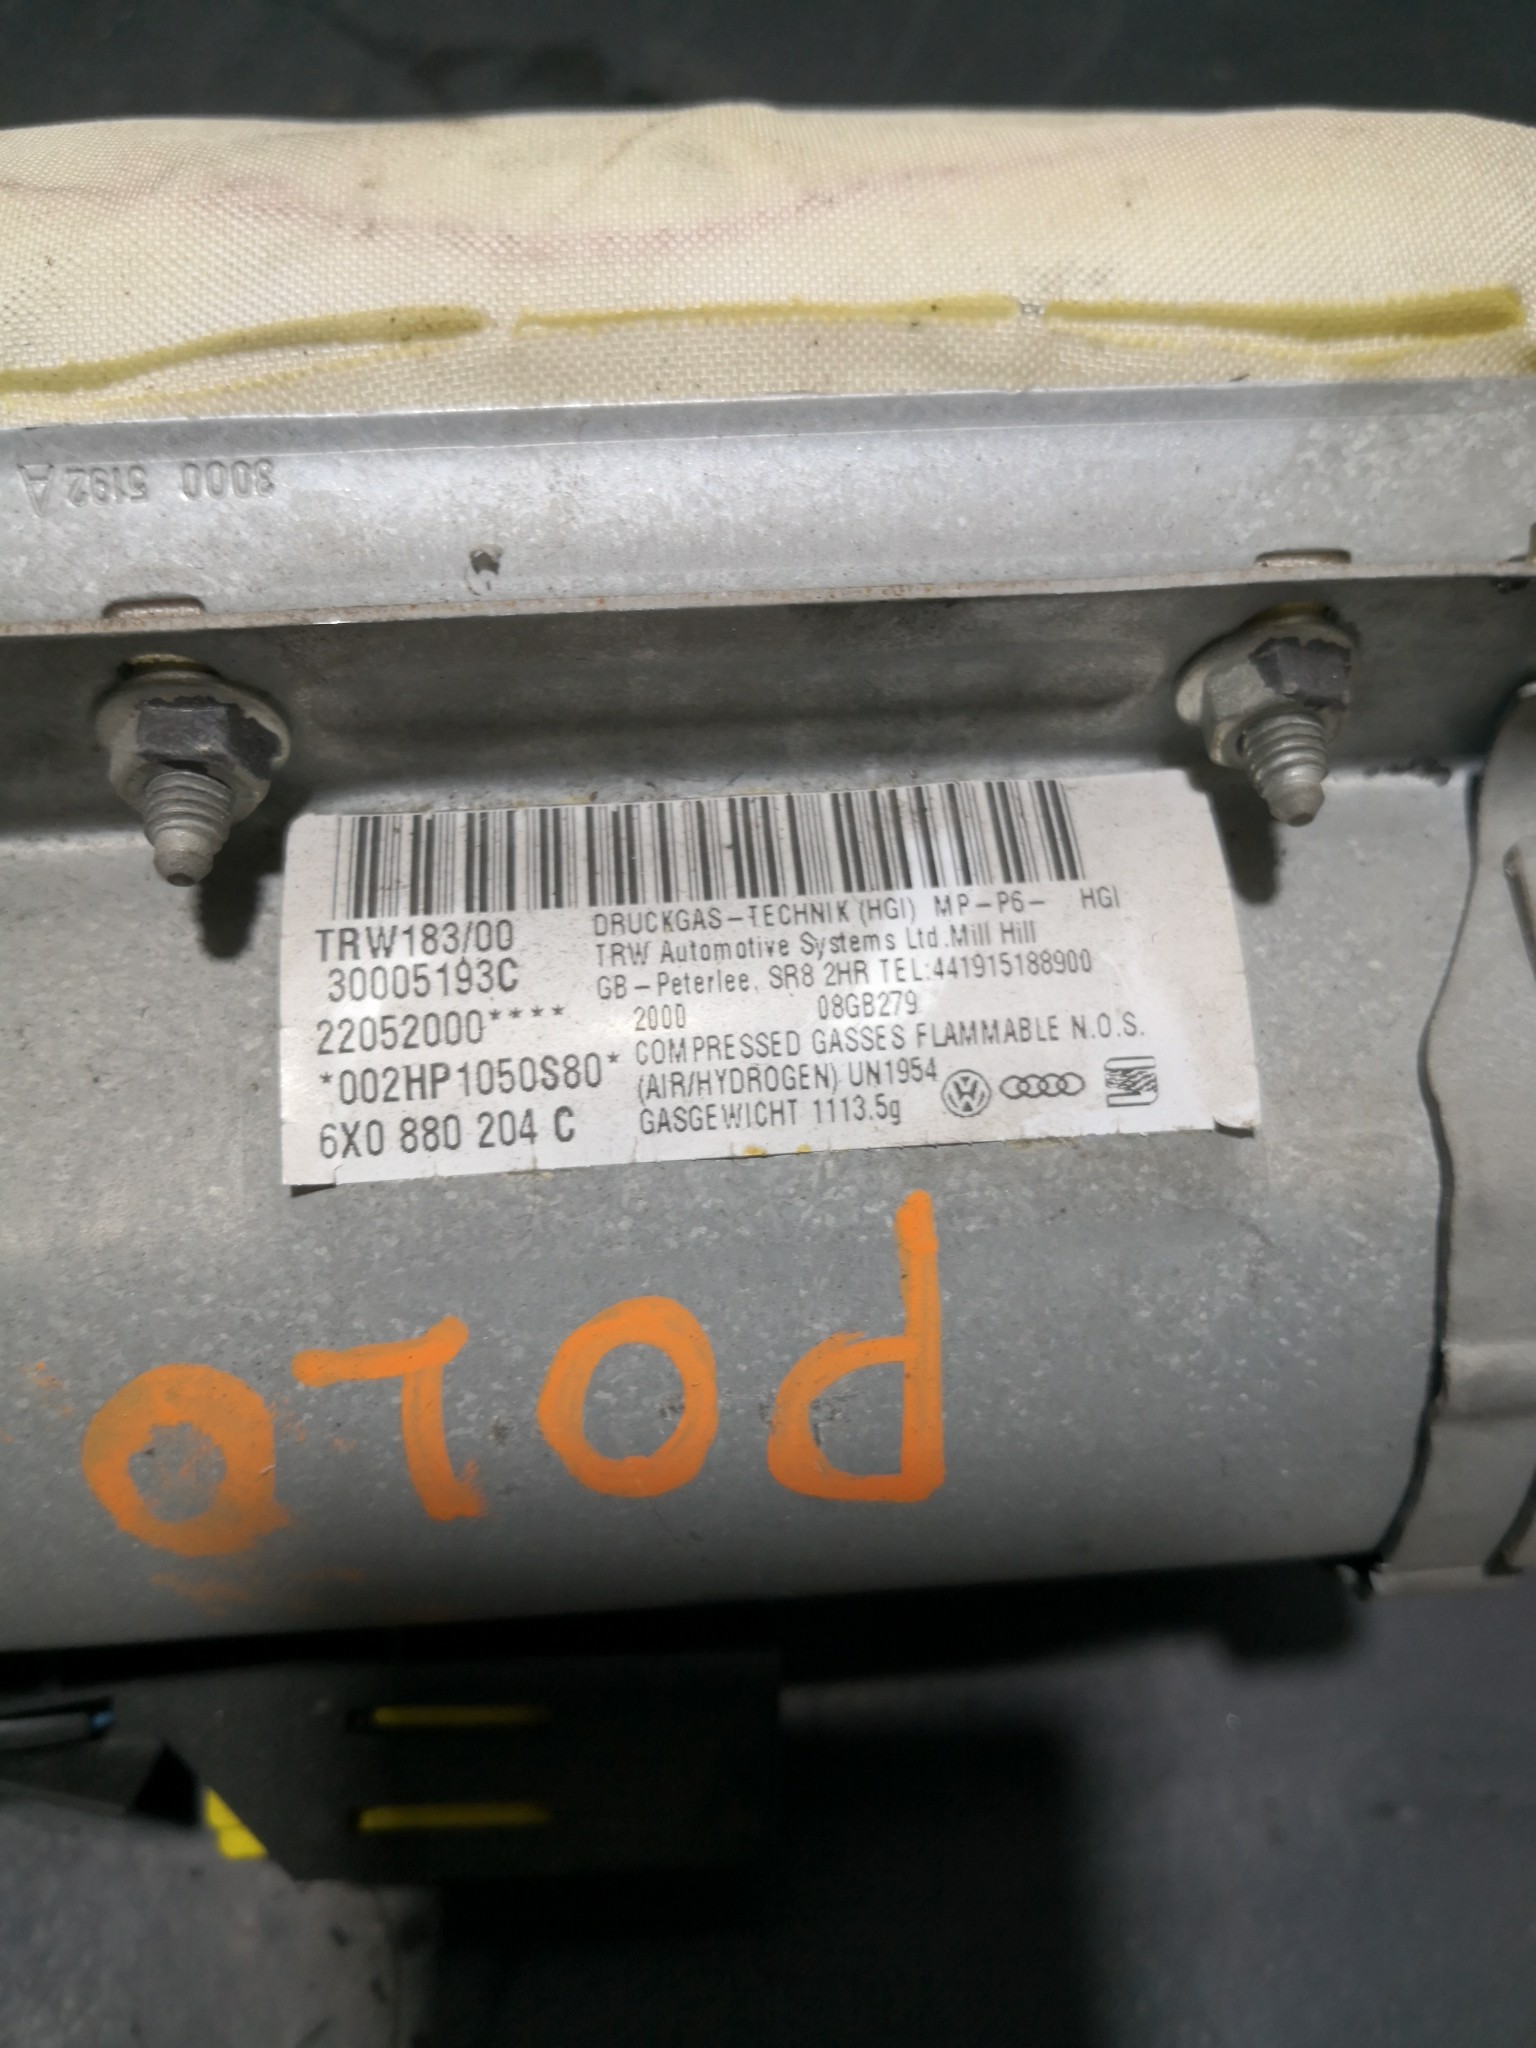 3000 5192 A
TRW183/00
30005193C
22052000****
*002HP1050S80*
6X0 880 204 C
DRUCKGAS-TECHNIK (HGI) MP-P6- HGI
TRW Automotive Systems Ltd.Mill Hill
GB-Peterlee, SR8 2HR TEL:441915188900
2000 08GB279
COMPRESSED GASSES FLAMMABLE N.O.S.
(AIR/HYDROGEN) UN1954
GASGEWICHT 1113.5g
POLO